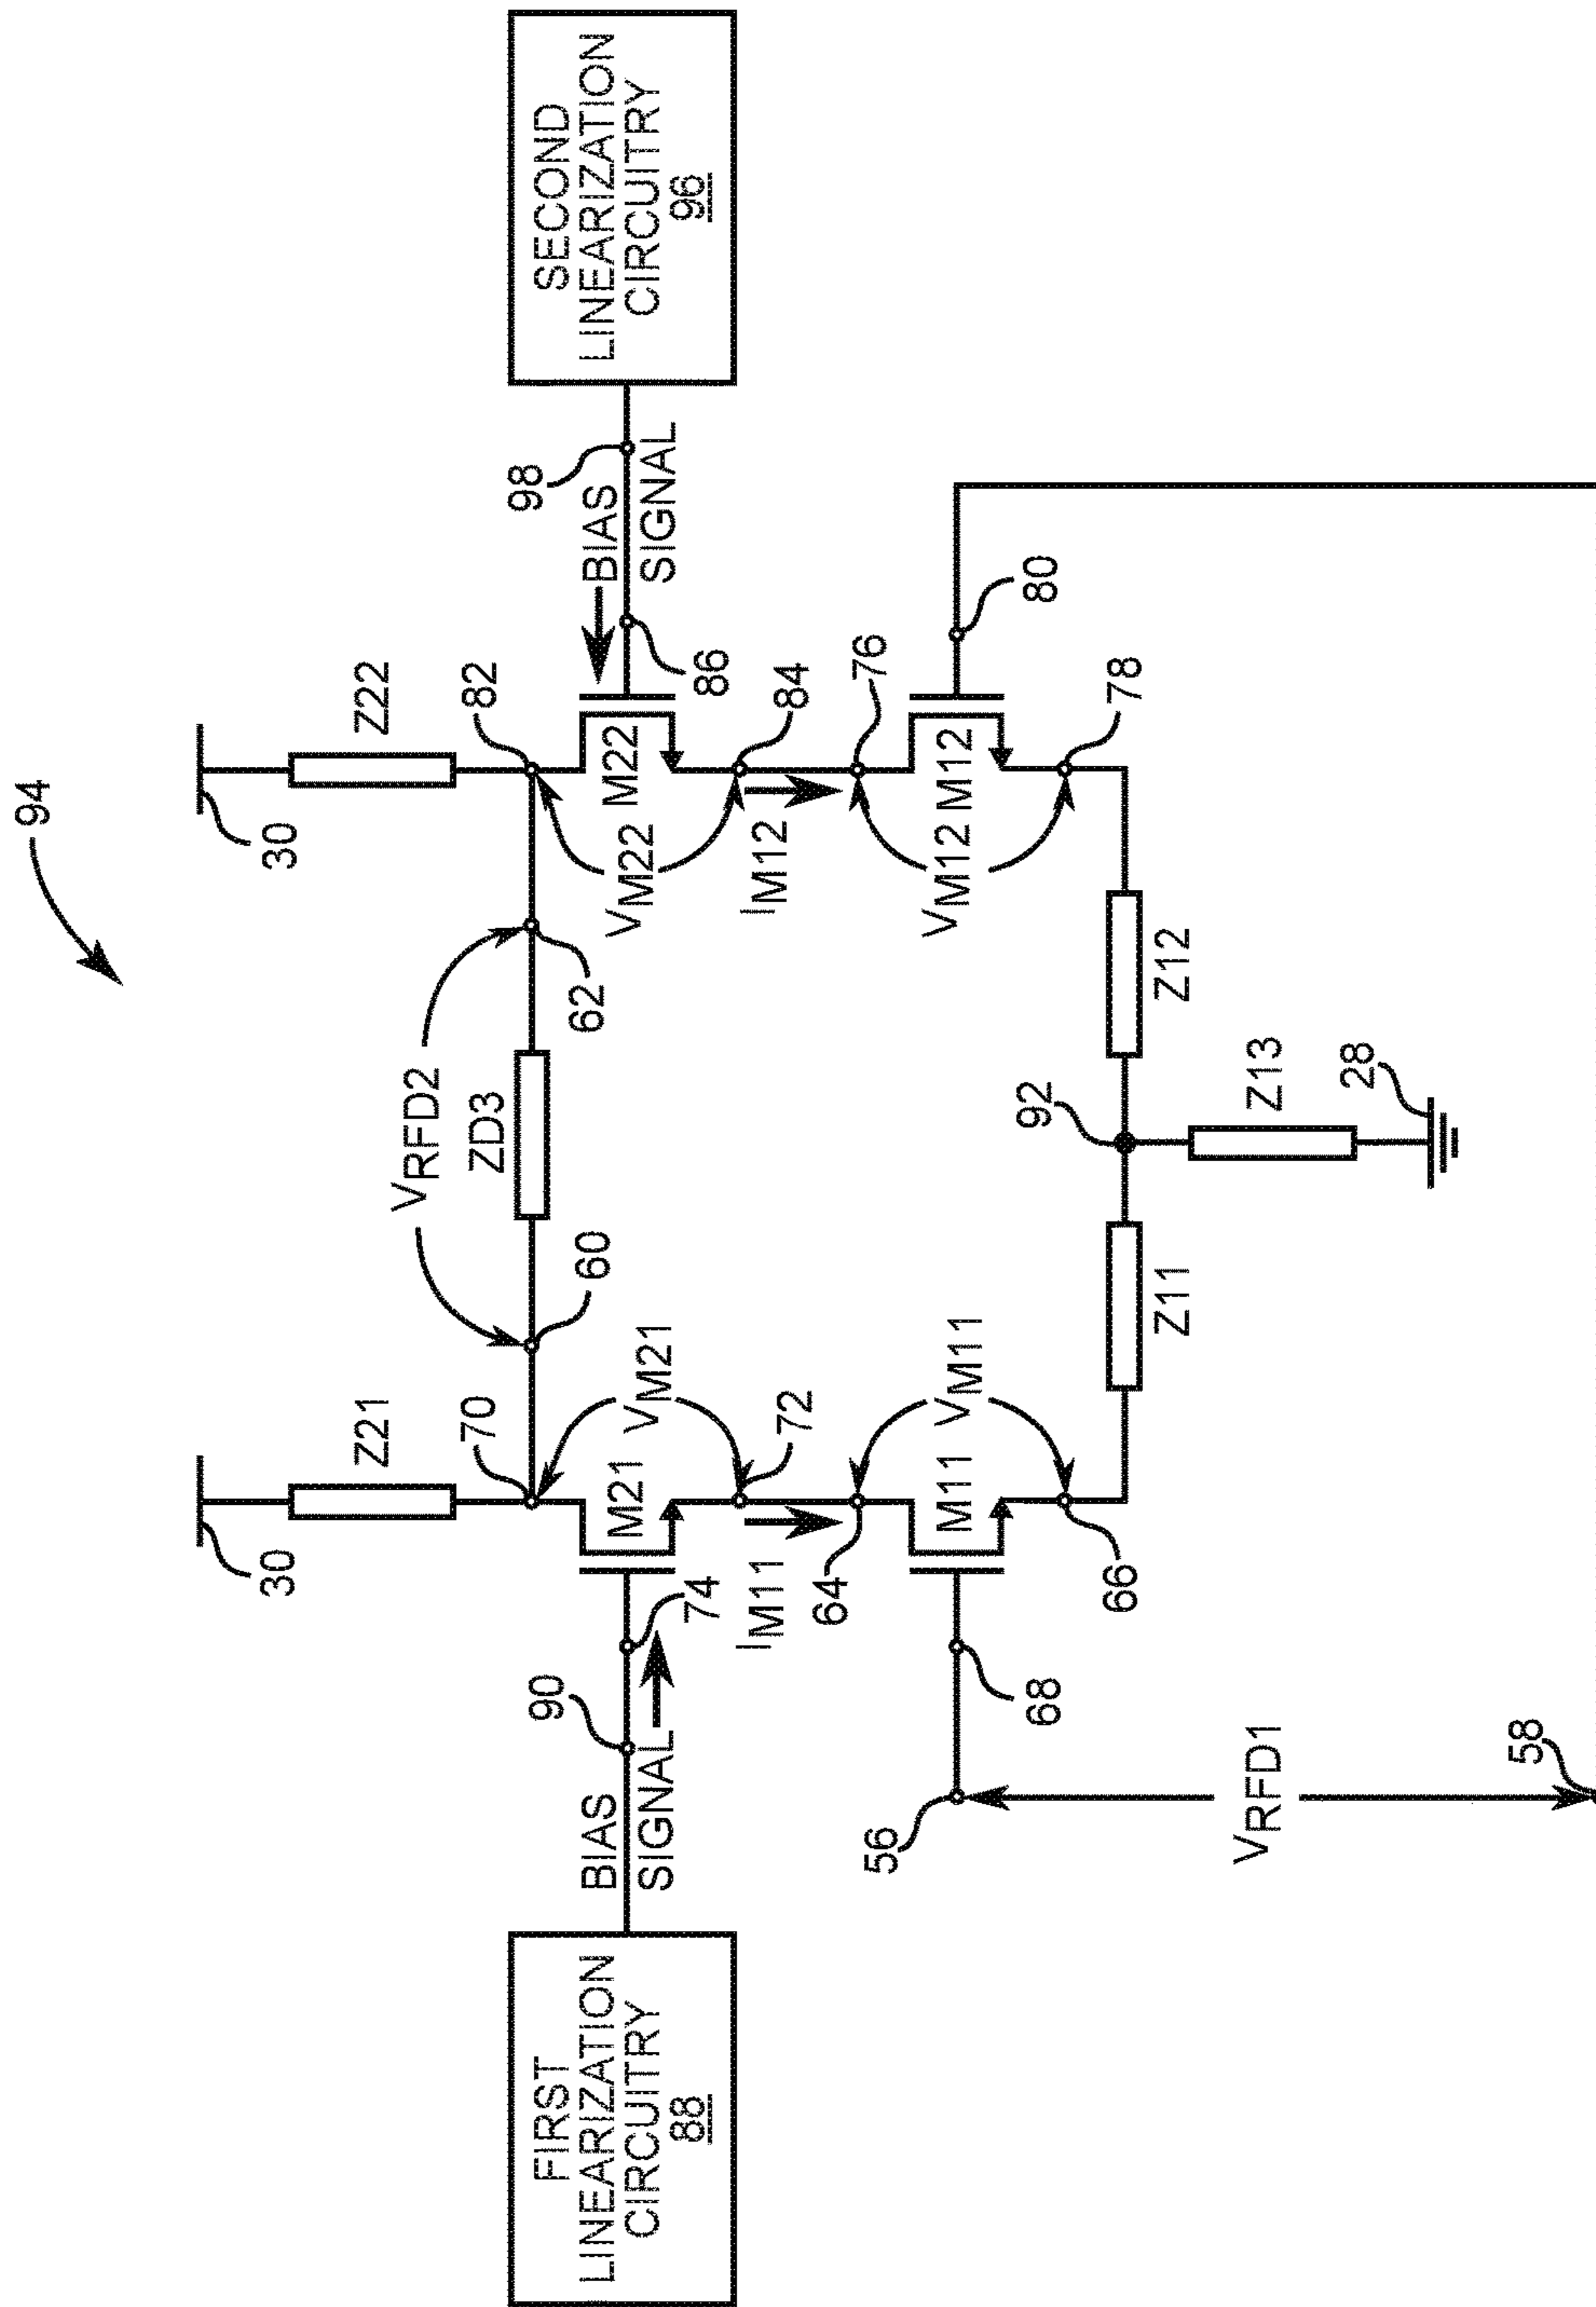 94
30
30
Z21
Z22
70
82
VRFD2
60
ZD3
62
FIRST
LINEARIZATION
CIRCUITRY
88
BIAS
SIGNAL
90
74
M21
VM21
VM22
M22
86
BIAS
SIGNAL
98
SECOND
LINEARIZATION
CIRCUITRY
96
72
84
IM11
IM12
64
76
56
68
M11
VM11
VM12
M12
80
66
78
VRFD1
Z11
92
Z12
Z13
28
58